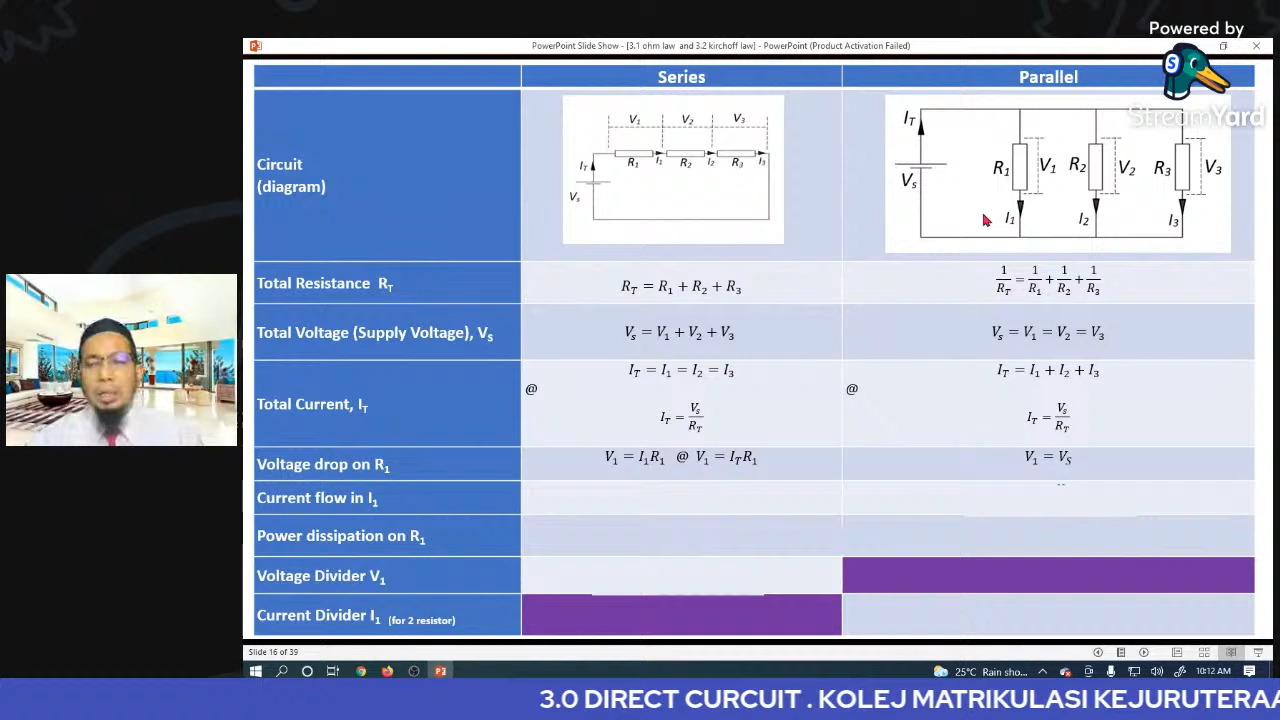 Powered by
StreamYard
PowerPoint Slide Show - [3.1 ohm law and 3.2 kirchoff law] - PowerPoint (Product Activation Failed)
Series
Parallel
Circuit
(diagram)
V1 V2 V3
IT R1 I1 R2 I2 R3 I3
Vs
IT
Vs
R1 V1 R2 V2 R3 V3
I1 I2 I3
Total Resistance RT
RT = R1 + R2 + R3
1/RT = 1/R1 + 1/R2 + 1/R3
Total Voltage (Supply Voltage), VS
Vs = V1 + V2 + V3
Vs = V1 = V2 = V3
Total Current, IT
IT = I1 = I2 = I3
@
IT = Vs/RT
IT = I1 + I2 + I3
@
IT = Vs/RT
Voltage drop on R1
V1 = I1R1 @ V1 = ITR1
V1 = VS
Current flow in I1
Power dissipation on R1
Voltage Divider V1
Current Divider I1 (for 2 resistor)
Slide 16 of 39
25°C Rain sho...
10:12 AM
3.0 DIRECT CURCUIT . KOLEJ MATRIKULASI KEJURUTERAA